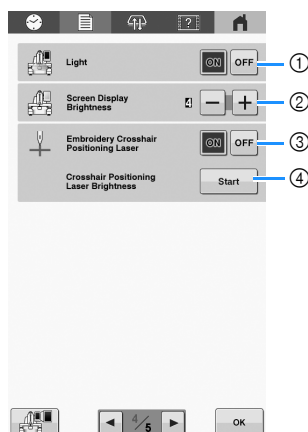 ?
Light
ON OFF
①
Screen Display
Brightness
4 − +
②
Embroidery Crosshair
Positioning Laser
ON OFF
③
Crosshair Positioning
Laser Brightness
Start
④
4/5
OK